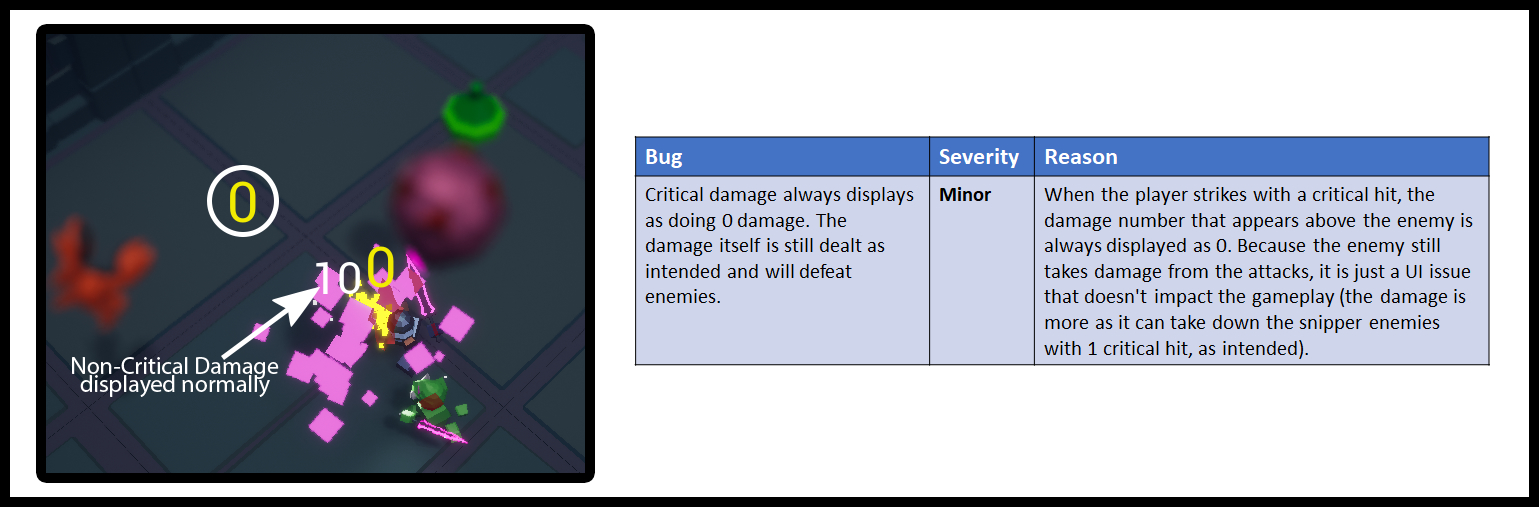 0
10 0
Non-Critical Damage
displayed normally
Bug
Severity
Reason
Critical damage always displays
as doing 0 damage. The
damage itself is still dealt as
intended and will defeat
enemies.
Minor
When the player strikes with a critical hit, the
damage number that appears above the enemy is
always displayed as 0. Because the enemy still
takes damage from the attacks, it is just a UI issue
that doesn't impact the gameplay (the damage is
more as it can take down the snipper enemies
with 1 critical hit, as intended).